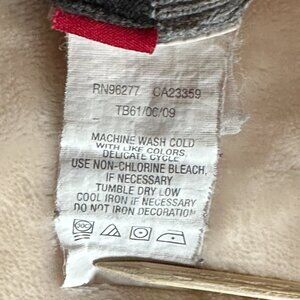 RN96277 CA23359
TB61/06/09
MACHINE WASH COLD
WITH LIKE COLORS
DELICATE CYCLE
USE NON-CHLORINE BLEACH,
IF NECESSARY
TUMBLE DRY LOW
COOL IRON IF NECESSARY
DO NOT IRON DECORATION